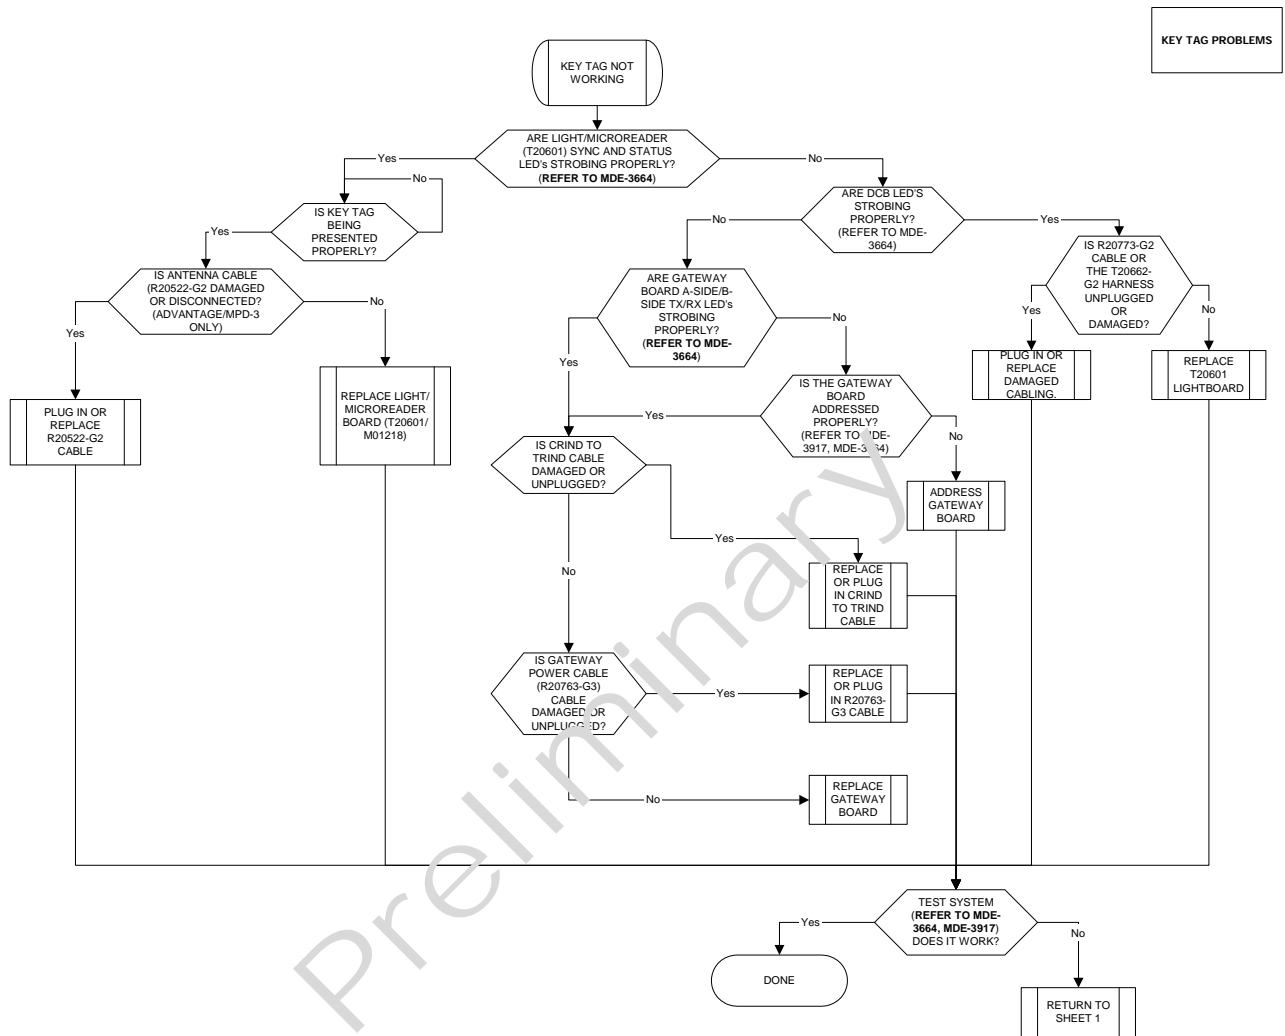 KEY TAG PROBLEMS
KEY TAG NOT
WORKING
ARE LIGHT/MICROREADER
(T20601) SYNC AND STATUS
LED's STROBING PROPERLY?
(REFER TO MDE-3664)
Yes
No
No
IS KEY TAG
BEING
PRESENTED
PROPERLY?
Yes
ARE DCB LED'S
STROBING
PROPERLY?
(REFER TO MDE-
3664)
No
Yes
IS ANTENNA CABLE
(R20522-G2 DAMAGED
OR DISCONNECTED?
(ADVANTAGE/MPD-3
ONLY)
Yes
No
ARE GATEWAY
BOARD A-SIDE/B-
SIDE TX/RX LED's
STROBING
PROPERLY?
(REFER TO MDE-
3664)
Yes
No
IS R20773-G2
CABLE OR
THE T20662-
G2 HARNESS
UNPLUGGED
OR
DAMAGED?
Yes
No
PLUG IN OR
REPLACE
R20522-G2
CABLE
REPLACE LIGHT/
MICROREADER
BOARD (T20601/
M01218)
PLUG IN OR
REPLACE
DAMAGED
CABLING.
REPLACE
T20601
LIGHTBOARD
IS THE GATEWAY
BOARD
ADDRESSED
PROPERLY?
(REFER TO MDE-
3917, MDE-3664)
Yes
No
IS CRIND TO
TRIND CABLE
DAMAGED OR
UNPLUGGED?
Yes
No
ADDRESS
GATEWAY
BOARD
REPLACE
OR PLUG
IN CRIND
TO TRIND
CABLE
IS GATEWAY
POWER CABLE
(R20763-G3)
CABLE
DAMAGED OR
UNPLUGGED?
Yes
No
REPLACE
OR PLUG
IN R20763-
G3 CABLE
REPLACE
GATEWAY
BOARD
TEST SYSTEM
(REFER TO MDE-
3664, MDE-3917)
DOES IT WORK?
Yes
No
DONE
RETURN TO
SHEET 1
Preliminary